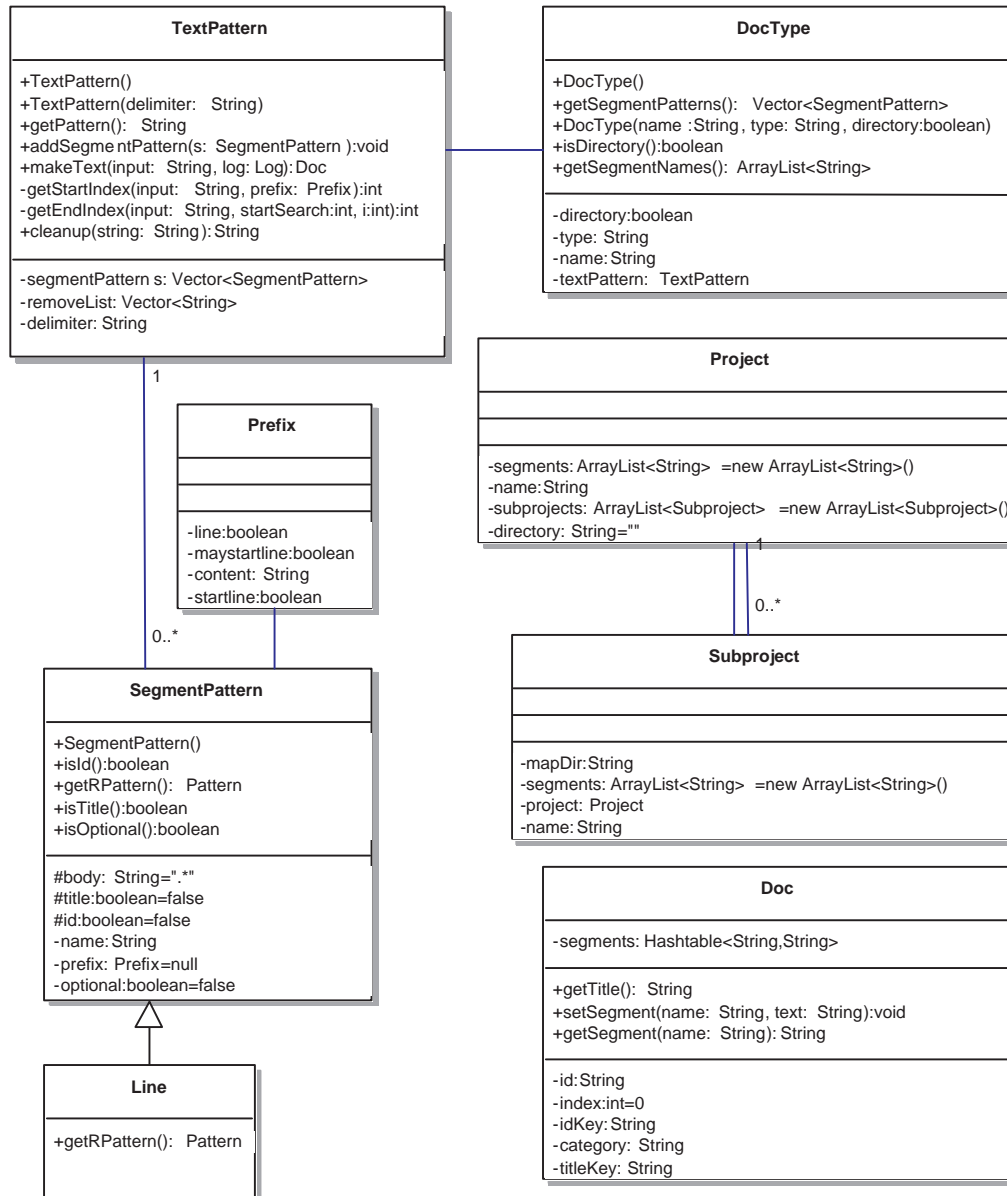 TextPattern
+TextPattern()
+TextPattern(delimiter: String)
+getPattern(): String
+addSegme ntPattern(s: SegmentPattern ):void
+makeText(input: String, log: Log):Doc
-getStartIndex(input: String, prefix: Prefix):int
-getEndIndex(input: String, startSearch:int, i:int):int
+cleanup(string: String):String
-segmentPattern s: Vector<SegmentPattern>
-removeList: Vector<String>
-delimiter: String
DocType
+DocType()
+getSegmentPatterns(): Vector<SegmentPattern>
+DocType(name :String, type: String, directory:boolean)
+isDirectory():boolean
+getSegmentNames(): ArrayList<String>
-directory:boolean
-type: String
-name:String
-textPattern: TextPattern
1
Prefix
-line:boolean
-maystartline:boolean
-content: String
-startline:boolean
0..*
Project
-segments: ArrayList<String> =new ArrayList<String>()
-name:String
-subprojects: ArrayList<Subproject> =new ArrayList<Subproject>()
-directory: String=""
1
0..*
Subproject
-mapDir:String
-segments: ArrayList<String> =new ArrayList<String>()
-project: Project
-name:String
SegmentPattern
+SegmentPattern()
+isId():boolean
+getRPattern(): Pattern
+isTitle():boolean
+isOptional():boolean
#body: String=".*"
#title:boolean=false
#id:boolean=false
-name:String
-prefix: Prefix=null
-optional:boolean=false
Line
+getRPattern(): Pattern
Doc
-segments: Hashtable<String,String>
+getTitle(): String
+setSegment(name: String, text: String):void
+getSegment(name: String): String
-id:String
-index:int=0
-idKey:String
-category: String
-titleKey: String